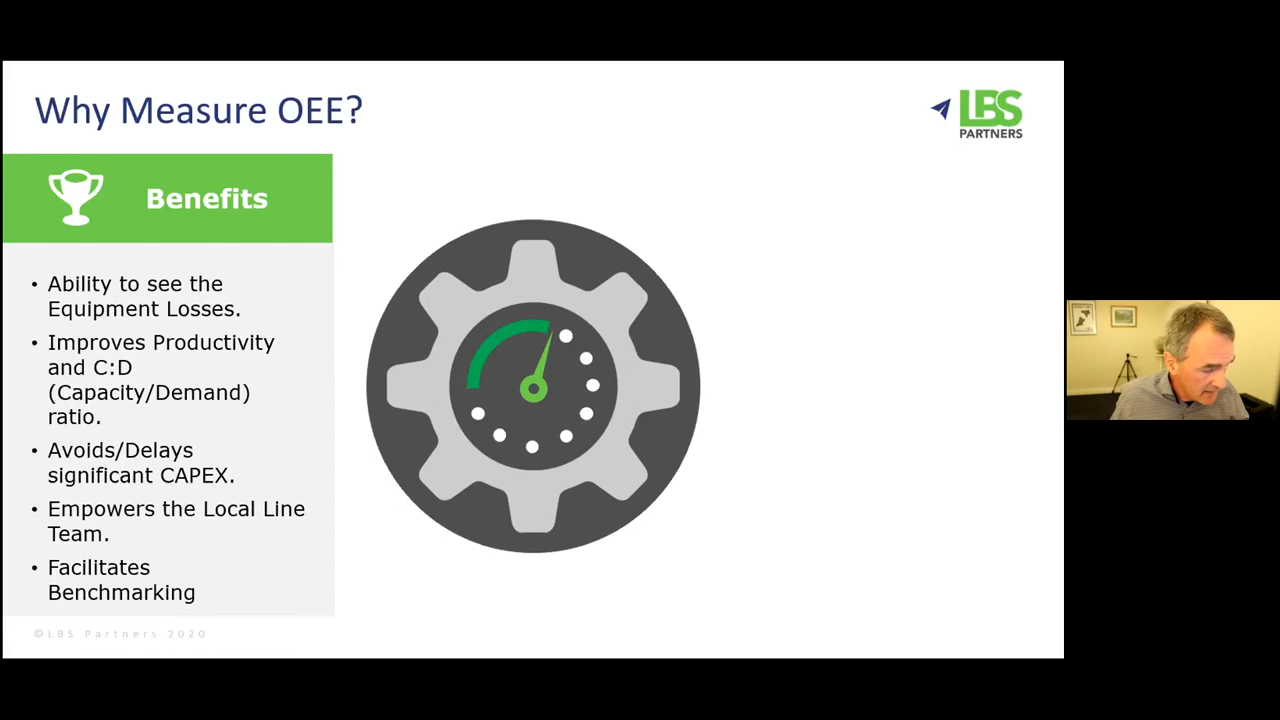 Why Measure OEE?
LBS
PARTNERS
Benefits
• Ability to see the
Equipment Losses.
• Improves Productivity
and C:D
(Capacity/Demand)
ratio.
• Avoids/Delays
significant CAPEX.
• Empowers the Local Line
Team.
• Facilitates
Benchmarking
©LBS Partners 2020